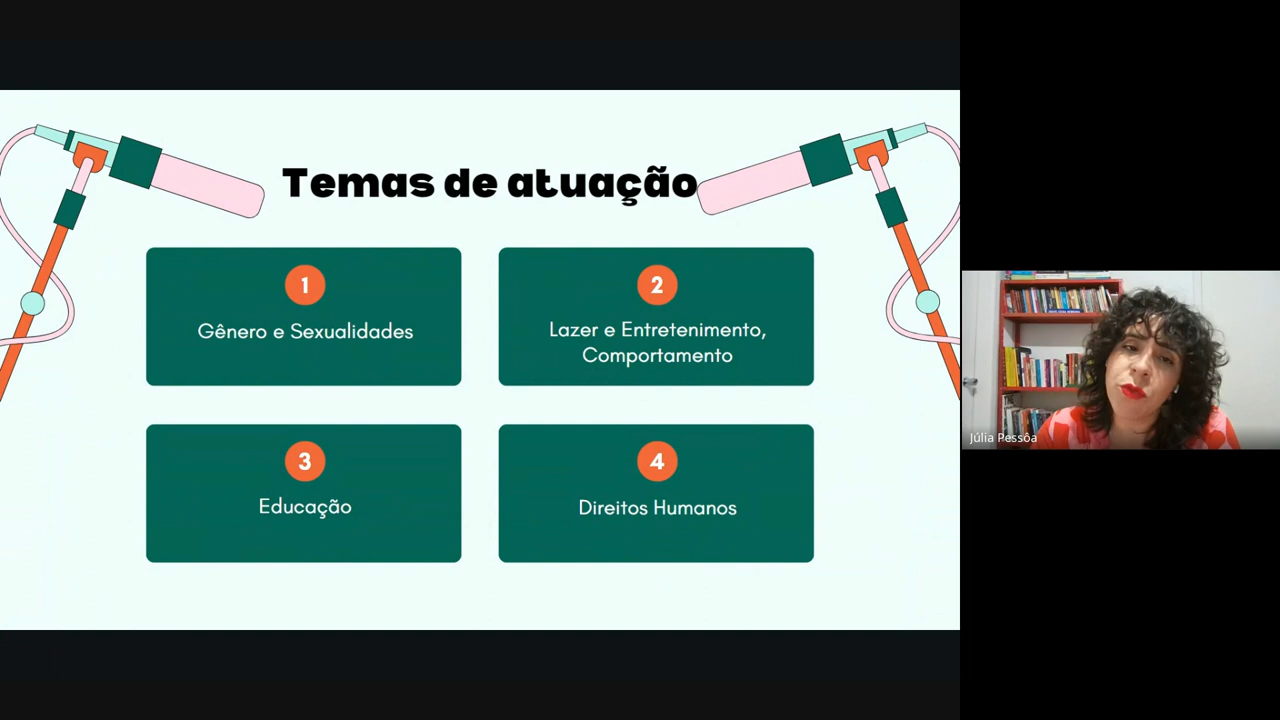 Temas de atuação
1
Gênero e Sexualidades
2
Lazer e Entretenimento,
Comportamento
3
Educação
4
Direitos Humanos
Júlia Pessôa